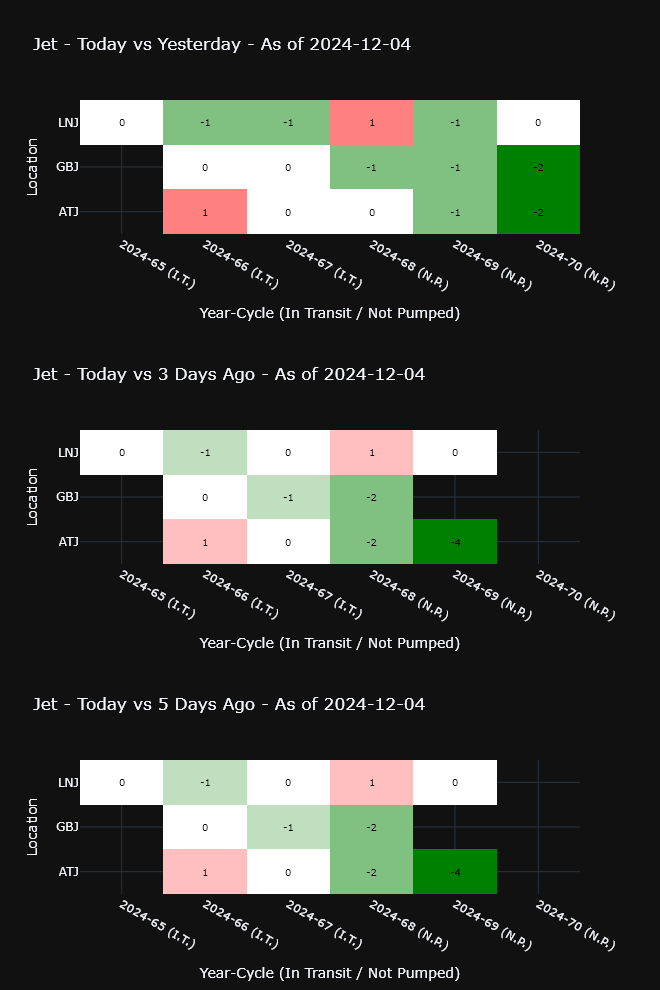 Jet - Today vs Yesterday - As of 2024-12-04
LNJ 0 -1 -1 1 -1 0
GBJ 0 0 -1 -1 -2
ATJ 1 0 0 -1 -2
Location
2024-65 (I.T.) 2024-66 (I.T.) 2024-67 (I.T.) 2024-68 (N.P.) 2024-69 (N.P.) 2024-70 (N.P.)
Year-Cycle (In Transit / Not Pumped)
Jet - Today vs 3 Days Ago - As of 2024-12-04
LNJ 0 -1 0 1 0
GBJ 0 -1 -2
ATJ 1 0 -2 -4
Location
2024-65 (I.T.) 2024-66 (I.T.) 2024-67 (I.T.) 2024-68 (N.P.) 2024-69 (N.P.) 2024-70 (N.P.)
Year-Cycle (In Transit / Not Pumped)
Jet - Today vs 5 Days Ago - As of 2024-12-04
LNJ 0 -1 0 1 0
GBJ 0 -1 -2
ATJ 1 0 -2 -4
Location
2024-65 (I.T.) 2024-66 (I.T.) 2024-67 (I.T.) 2024-68 (N.P.) 2024-69 (N.P.) 2024-70 (N.P.)
Year-Cycle (In Transit / Not Pumped)